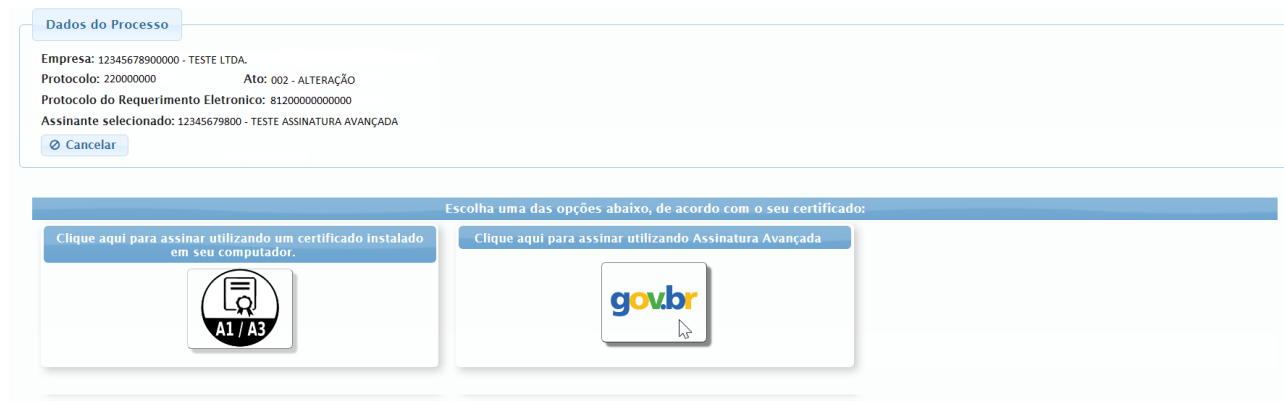 Dados do Processo
Empresa: 12345678900000 - TESTE LTDA.
Protocolo: 220000000 Ato: 002 - ALTERAÇÃO
Protocolo do Requerimento Eletronico: 81200000000000
Assinante selecionado: 12345679800 - TESTE ASSINATURA AVANÇADA
Cancelar
Escolha uma das opções abaixo, de acordo com o seu certificado:
Clique aqui para assinar utilizando um certificado instalado
em seu computador.
A1 / A3
Clique aqui para assinar utilizando Assinatura Avançada
gov.br